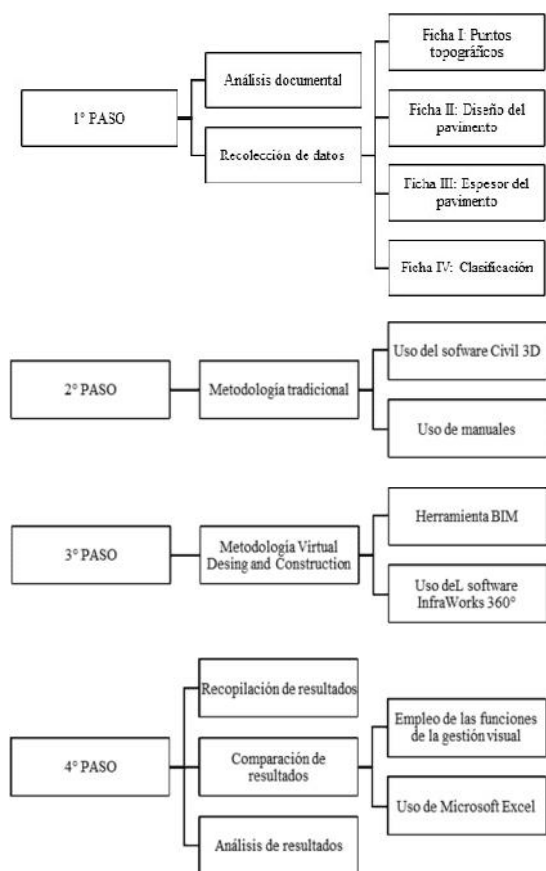 1° PASO
Análisis documental
Recolección de datos
Ficha I: Puntos
topográficos
Ficha II: Diseño del
pavimento
Ficha III: Espesor del
pavimento
Ficha IV: Clasificación
2° PASO
Metodología tradicional
Uso del sofware Civil 3D
Uso de manuales
3° PASO
Metodología Virtual
Desing and Construction
Herramienta BIM
Uso deL software
InfraWorks 360°
4° PASO
Recopilación de resultados
Comparación de
resultados
Análisis de resultados
Empleo de las funciones
de la gestión visual
Uso de Microsoft Excel